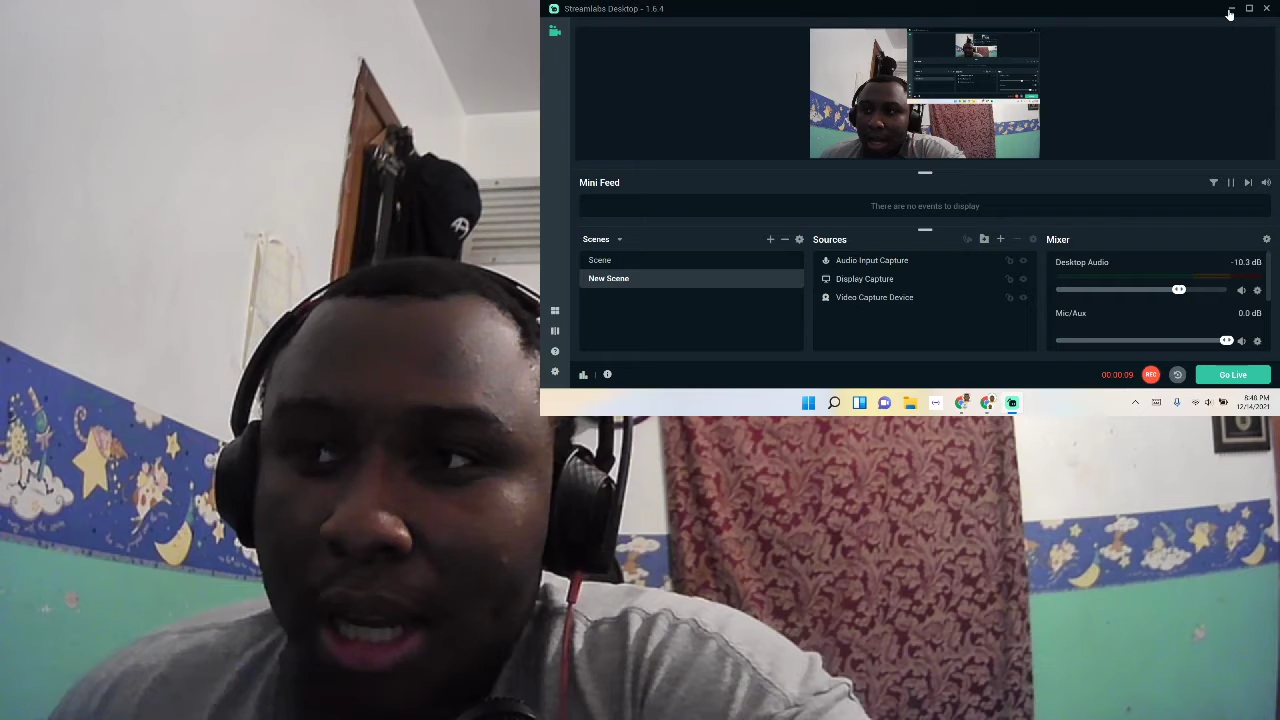 Streamlabs Desktop - 1.6.4
Mini Feed
There are no events to display
Scenes
Scene
New Scene
Sources
Audio Input Capture
Display Capture
Video Capture Device
Mixer
Desktop Audio -10.3 dB
Mic/Aux 0.0 dB
00:00:09 REC Go Live
8:48 PM
12/14/2021